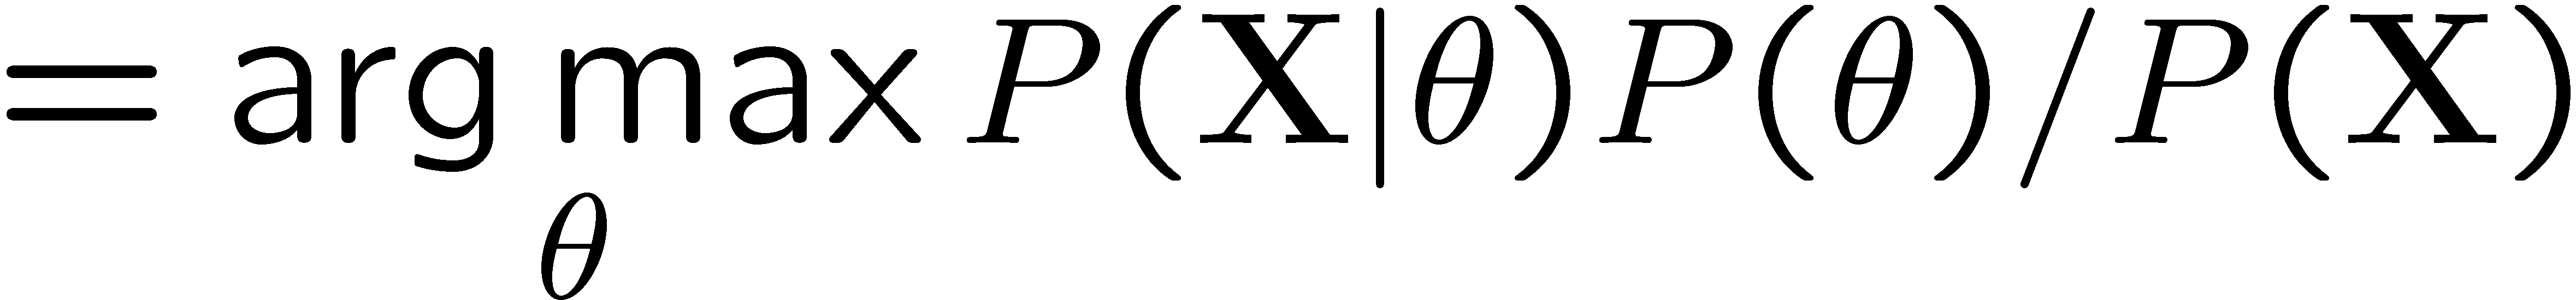 = arg max P(X|θ)P(θ)/P(X)
θ